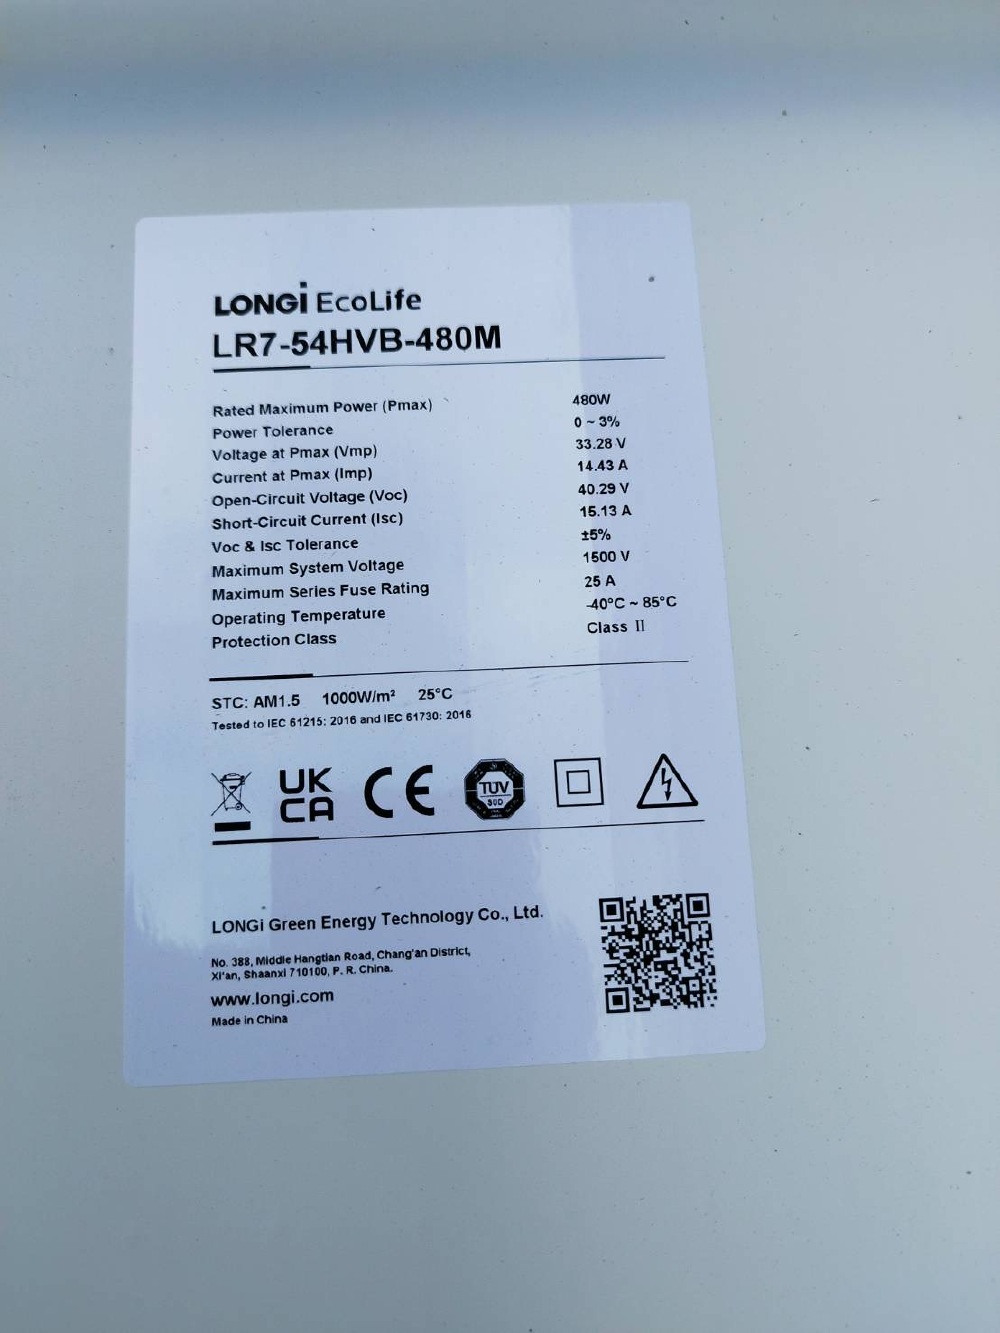 LONGi EcoLife
LR7-54HVB-480M
Rated Maximum Power (Pmax) 480W
Power Tolerance 0 ~ 3%
Voltage at Pmax (Vmp) 33.28 V
Current at Pmax (Imp) 14.43 A
Open-Circuit Voltage (Voc) 40.29 V
Short-Circuit Current (Isc) 15.13 A
Voc & Isc Tolerance ±5%
Maximum System Voltage 1500 V
Maximum Series Fuse Rating 25 A
Operating Temperature -40°C ~ 85°C
Protection Class Class II
STC: AM1.5 1000W/m² 25°C
Tested to IEC 61215: 2016 and IEC 61730: 2016
UK
CA
CE
TÜV
SÜD
LONGi Green Energy Technology Co., Ltd.
No. 388, Middle Hangtian Road, Chang'an District,
Xi'an, Shaanxi 710100, P. R. China.
www.longi.com
Made in China